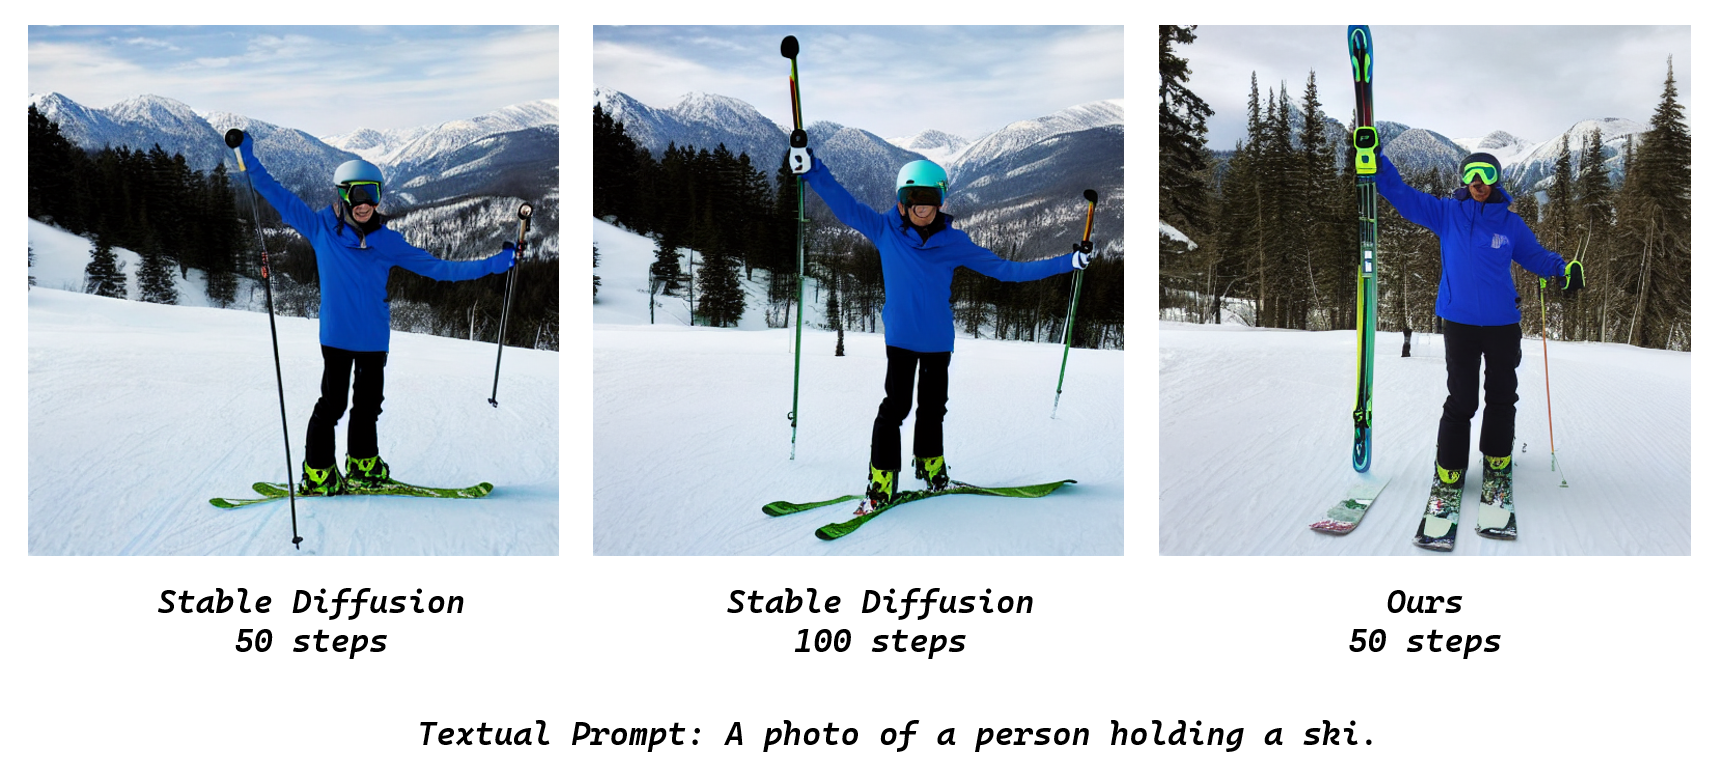 Stable Diffusion
50 steps
Stable Diffusion
100 steps
Ours
50 steps
Textual Prompt: A photo of a person holding a ski.